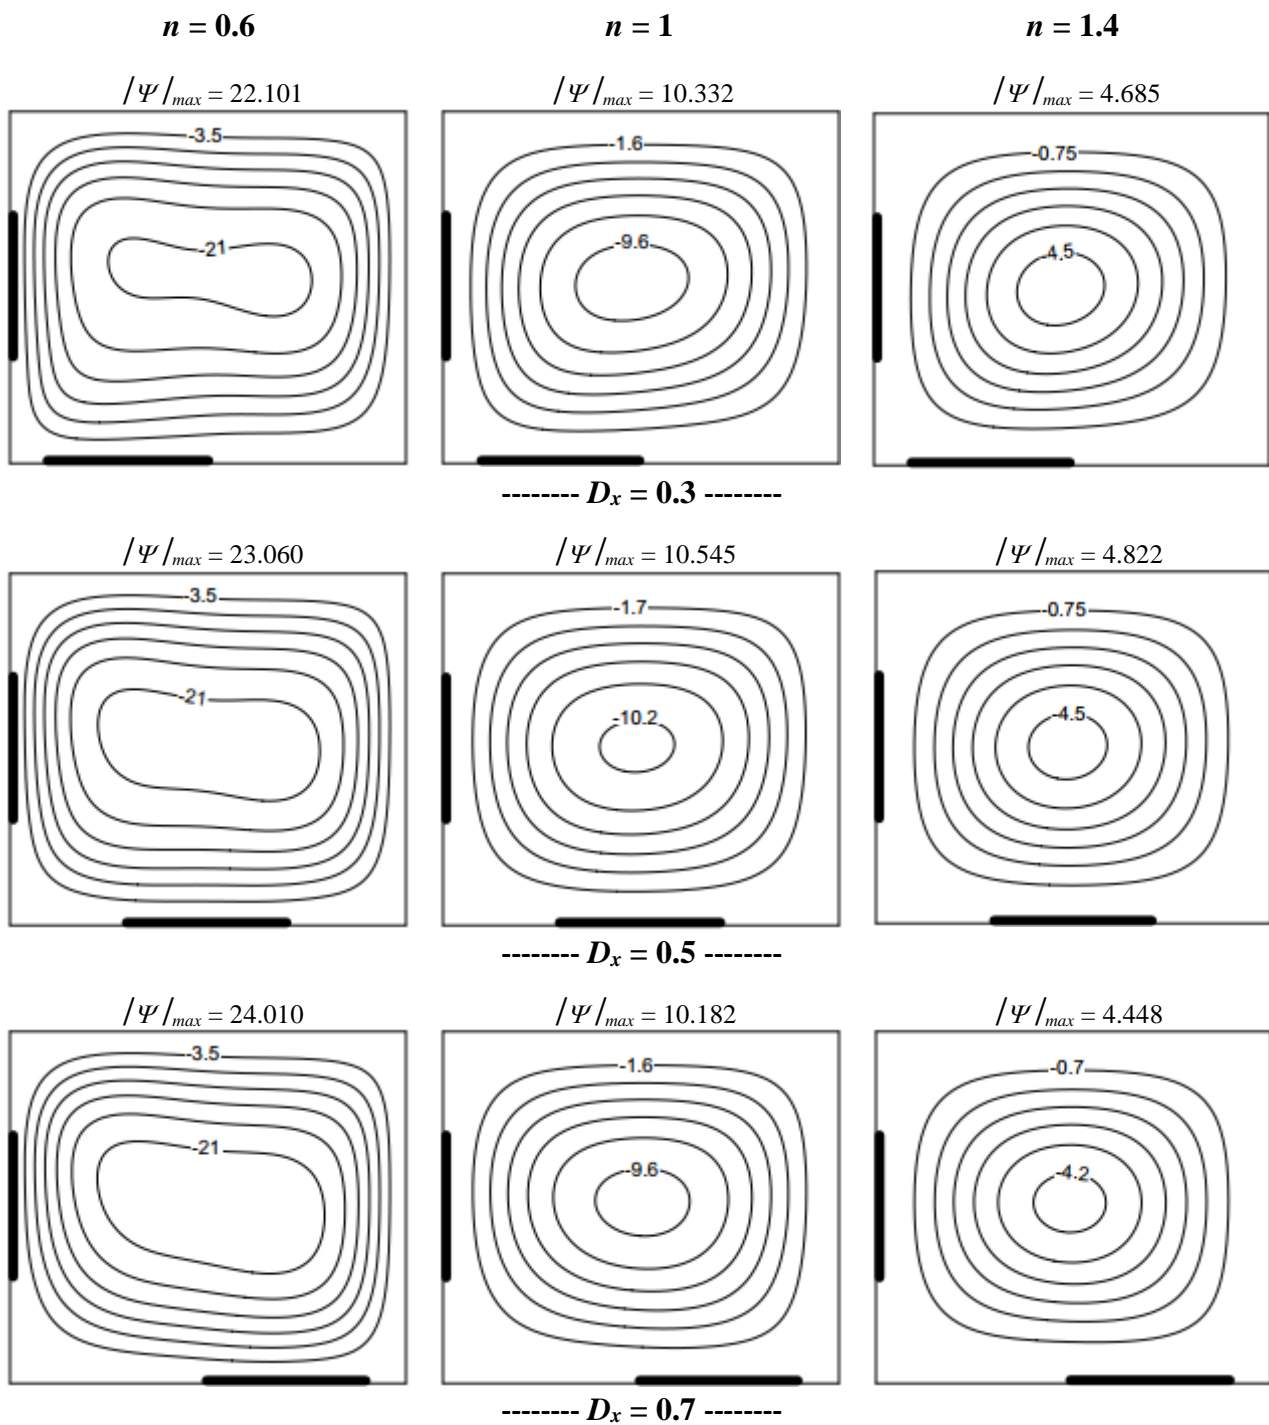 n = 0.6 n = 1 n = 1.4
/Ψ/max = 22.101 /Ψ/max = 10.332 /Ψ/max = 4.685
-3.5 -1.6 -0.75
-21 -9.6 -4.5
-------- Dx = 0.3 --------
/Ψ/max = 23.060 /Ψ/max = 10.545 /Ψ/max = 4.822
-3.5 -1.7 -0.75
-21 -10.2 -4.5
-------- Dx = 0.5 --------
/Ψ/max = 24.010 /Ψ/max = 10.182 /Ψ/max = 4.448
-3.5 -1.6 -0.7
-21 -9.6 -4.2
-------- Dx = 0.7 --------